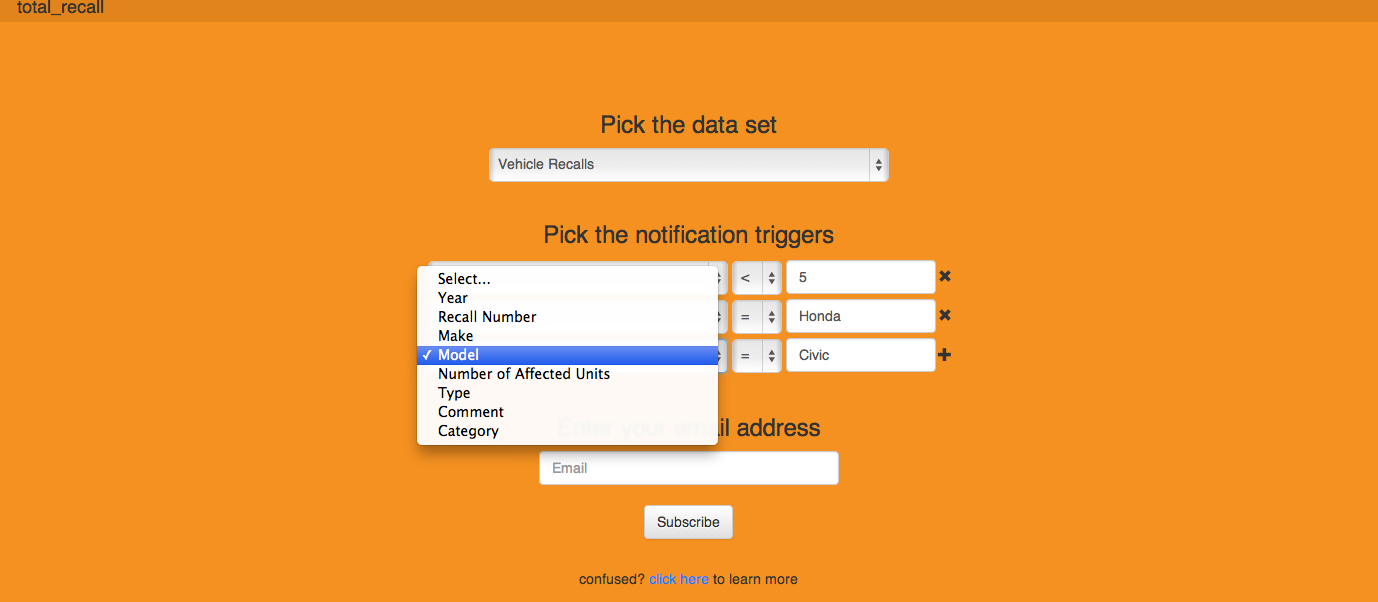 total_recall
Pick the data set
Vehicle Recalls
Pick the notification triggers
Select...
Year
Recall Number
Make
✓ Model
Number of Affected Units
Type
Comment
Category
< 5 ✖
= Honda ✖
= Civic ✚
Enter your email address
Email
Subscribe
confused? click here to learn more